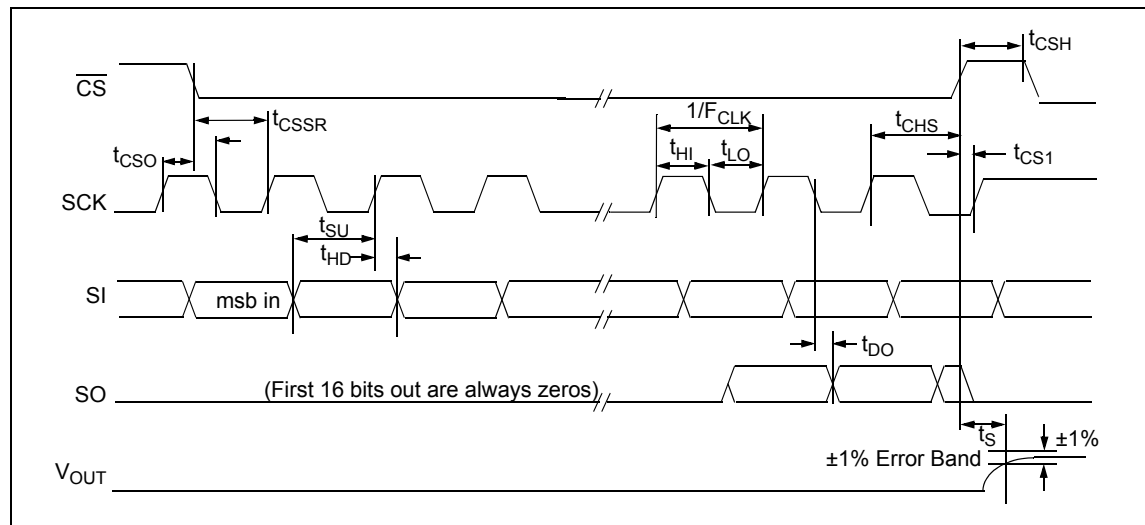 tCSH
CS
1/FCLK
tCSSR
tCHS
tCSO
tHI
tLO
tCS1
SCK
tSU
tHD
SI
msb in
tDO
SO
(First 16 bits out are always zeros)
tS
±1%
±1% Error Band
VOUT